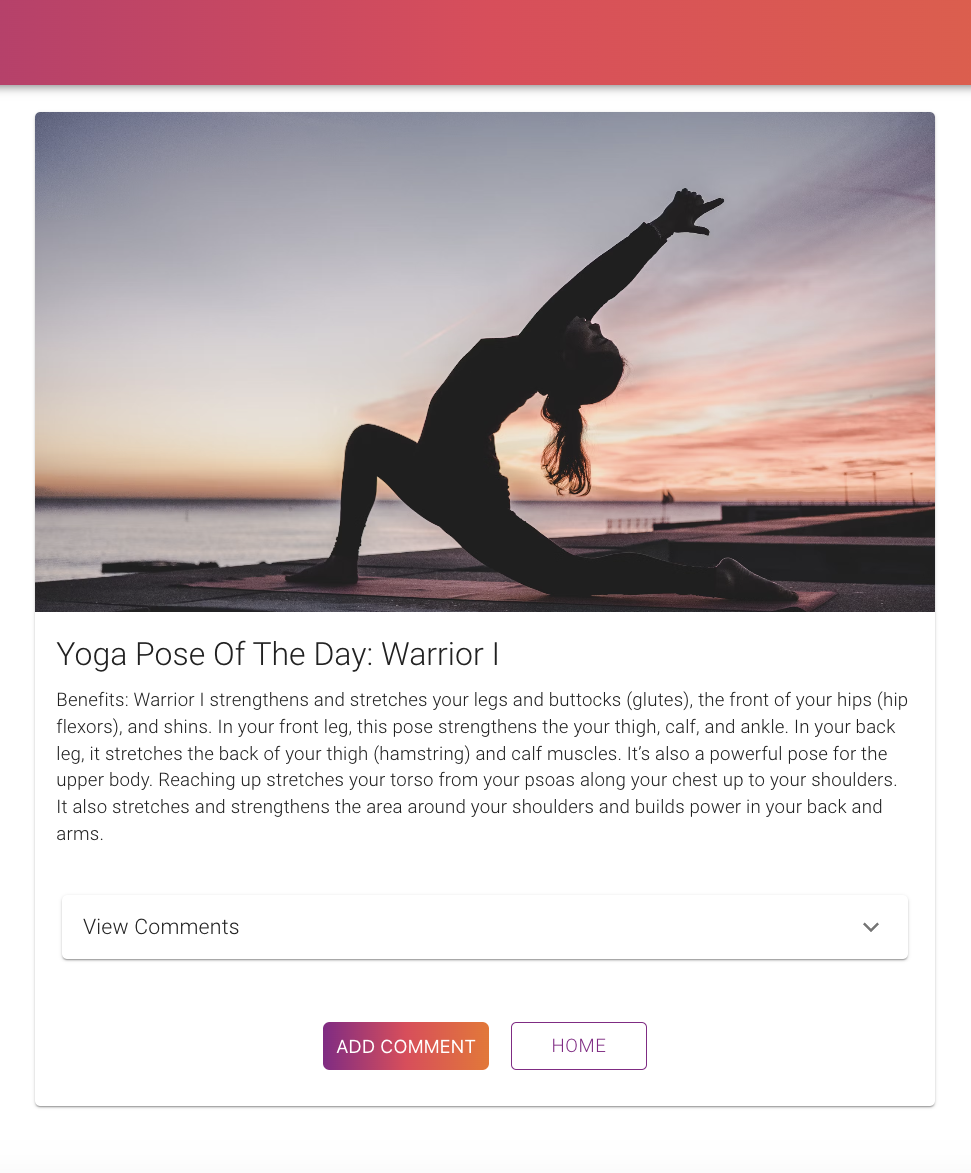 Yoga Pose Of The Day: Warrior I
Benefits: Warrior I strengthens and stretches your legs and buttocks (glutes), the front of your hips (hip
flexors), and shins. In your front leg, this pose strengthens the your thigh, calf, and ankle. In your back
leg, it stretches the back of your thigh (hamstring) and calf muscles. It’s also a powerful pose for the
upper body. Reaching up stretches your torso from your psoas along your chest up to your shoulders.
It also stretches and strengthens the area around your shoulders and builds power in your back and
arms.
View Comments
ADD COMMENT
HOME